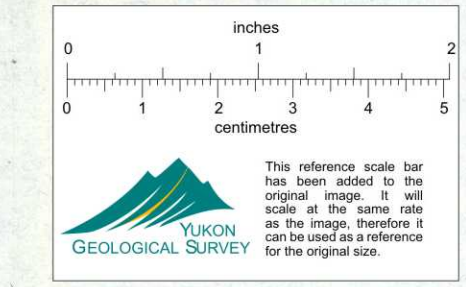 inches
0 1 2
0 1 2 3 4 5
centimetres
YUKON
GEOLOGICAL SURVEY
This reference scale bar
has been added to the
original image. It will
scale at the same rate
as the image, therefore it
can be used as a reference
for the original size.